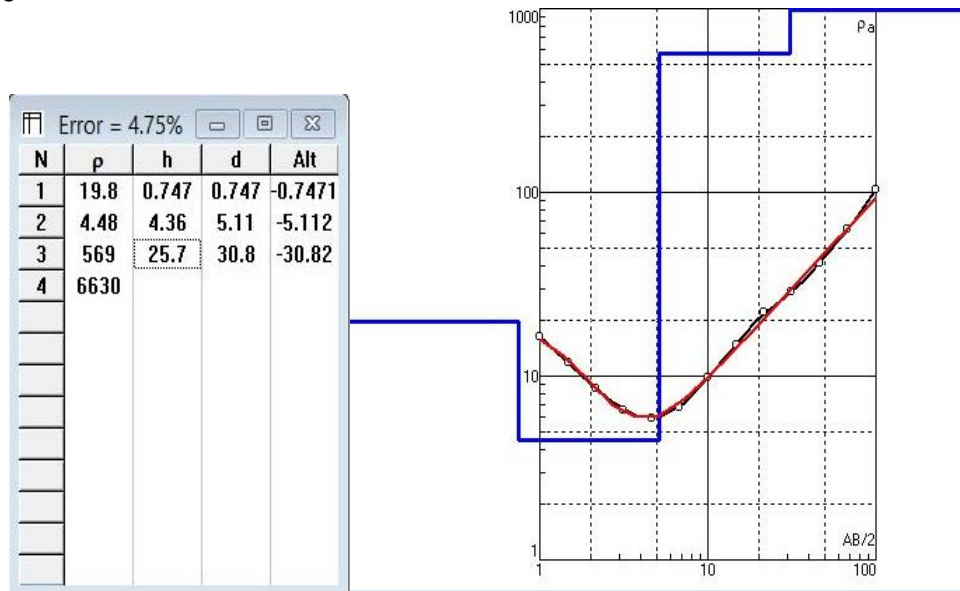 Error = 4.75%
N ρ h d Alt
1 19.8 0.747 0.747 -0.7471
2 4.48 4.36 5.11 -5.112
3 569 25.7 30.8 -30.82
4 6630
1000
ρa
100
10
1
AB/2
1 10 100